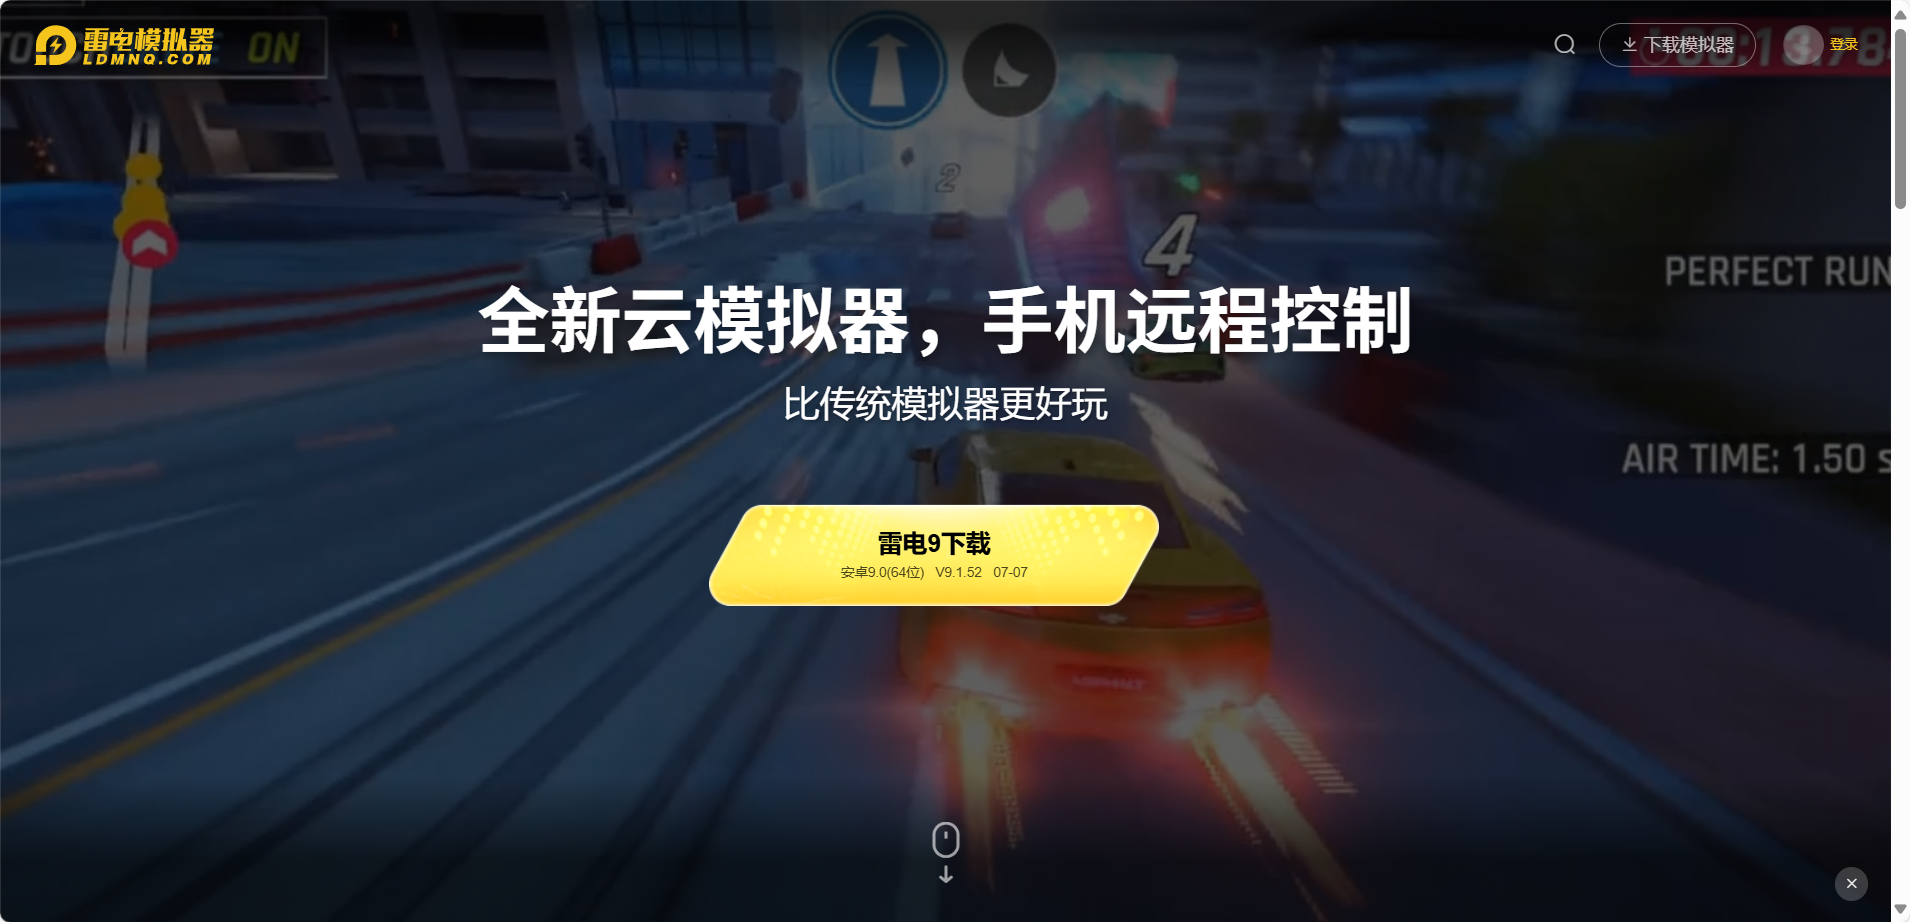 雷电模拟器
LDMNQ.COM
ON
下载模拟器
登录
2
4
PERFECT RUN
全新云模拟器，手机远程控制
比传统模拟器更好玩
AIR TIME: 1.50 s
雷电9下载
安卓9.0(64位) V9.1.52 07-07
ASPHALT